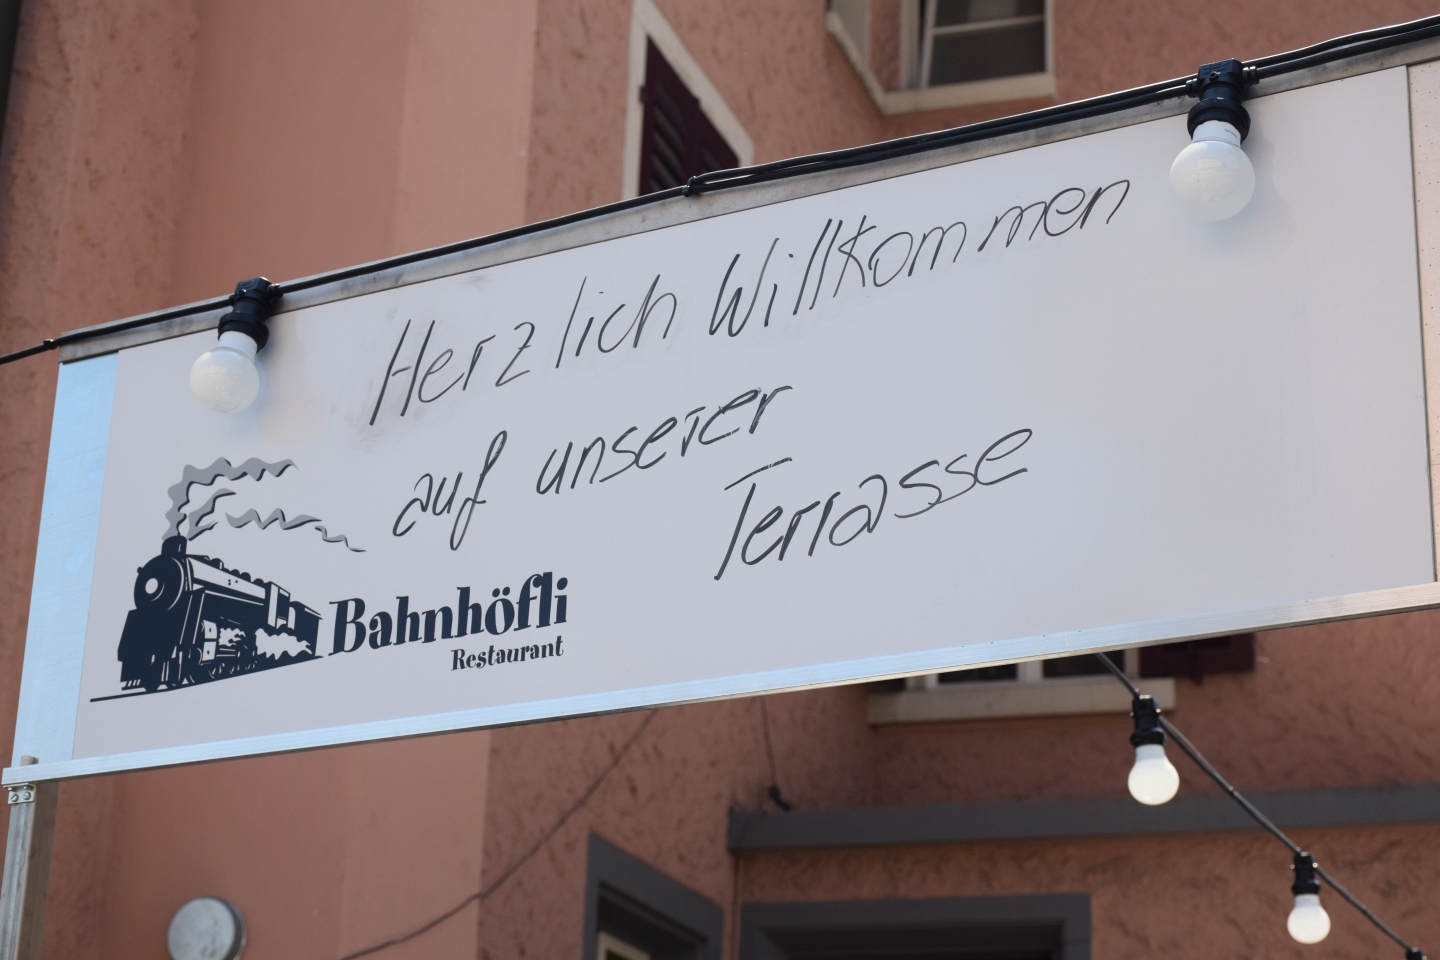 Herzlich Willkommen
auf unserer
Terrasse
Bahnhöfli
Restaurant